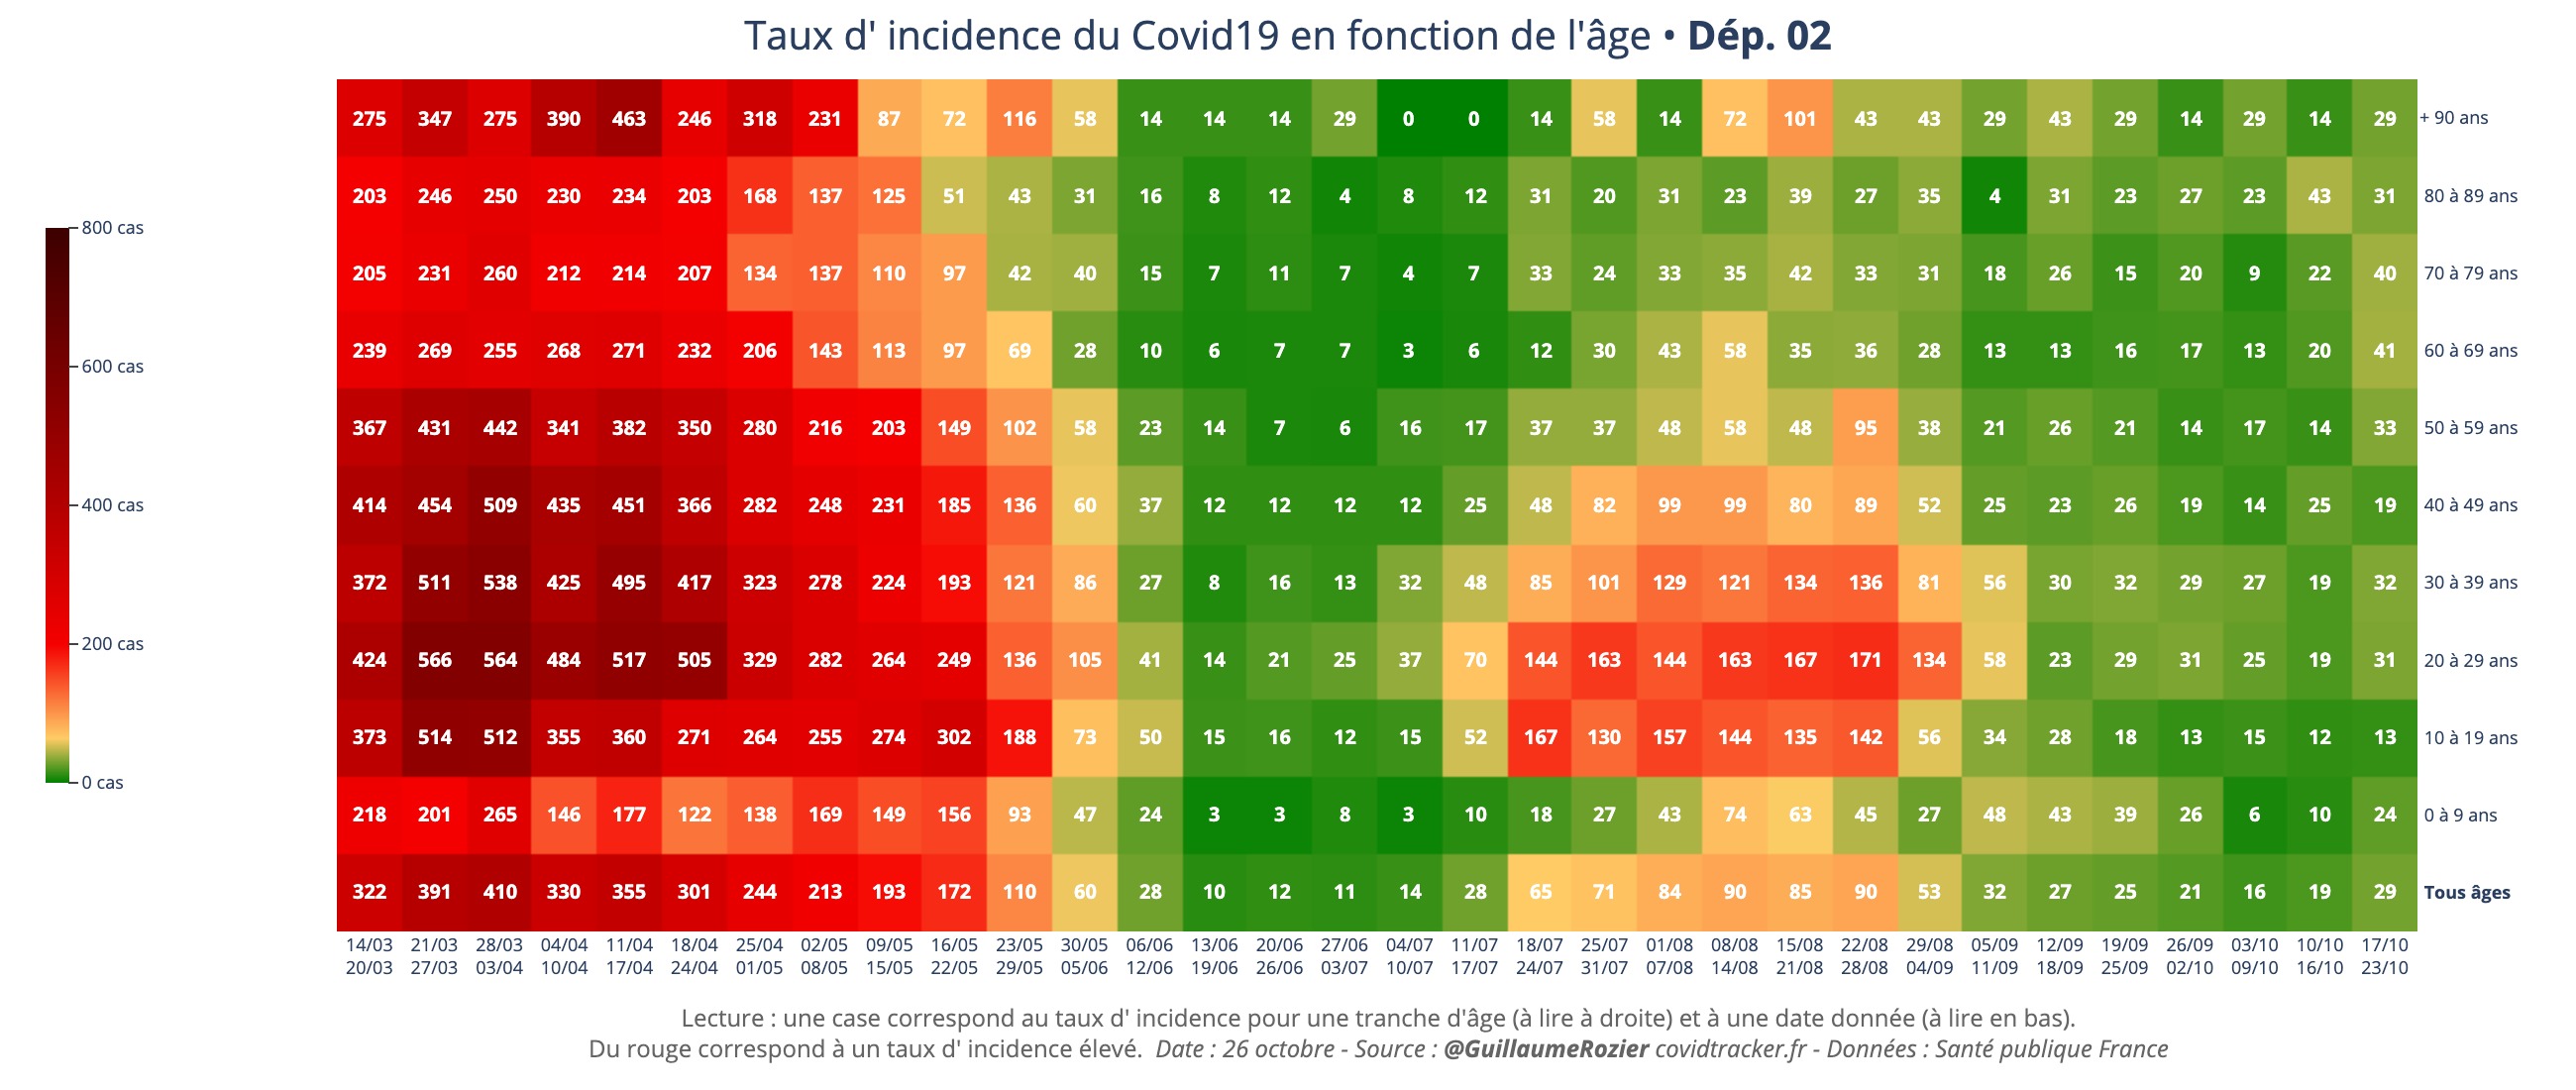 Taux d' incidence du Covid19 en fonction de l'âge • Dép. 02
800 cas
600 cas
400 cas
200 cas
0 cas
275 347 275 390 463 246 318 231 87 72 116 58 14 14 14 29 0 0 14 58 14 72 101 43 43 29 43 29 14 29 14 29 + 90 ans
203 246 250 230 234 203 168 137 125 51 43 31 16 8 12 4 8 12 31 20 31 23 39 27 35 4 31 23 27 23 43 31 80 à 89 ans
205 231 260 212 214 207 134 137 110 97 42 40 15 7 11 7 4 7 33 24 33 35 42 33 31 18 26 15 20 9 22 40 70 à 79 ans
239 269 255 268 271 232 206 143 113 97 69 28 10 6 7 7 3 6 12 30 43 58 35 36 28 13 13 16 17 13 20 41 60 à 69 ans
367 431 442 341 382 350 280 216 203 149 102 58 23 14 7 6 16 17 37 37 48 58 48 95 38 21 26 21 14 17 14 33 50 à 59 ans
414 454 509 435 451 366 282 248 231 185 136 60 37 12 12 12 12 25 48 82 99 99 80 89 52 25 23 26 19 14 25 19 40 à 49 ans
372 511 538 425 495 417 323 278 224 193 121 86 27 8 16 13 32 48 85 101 129 121 134 136 81 56 30 32 29 27 19 32 30 à 39 ans
424 566 564 484 517 505 329 282 264 249 136 105 41 14 21 25 37 70 144 163 144 163 167 171 134 58 23 29 31 25 19 31 20 à 29 ans
373 514 512 355 360 271 264 255 274 302 188 73 50 15 16 12 15 52 167 130 157 144 135 142 56 34 28 18 13 15 12 13 10 à 19 ans
218 201 265 146 177 122 138 169 149 156 93 47 24 3 3 8 3 10 18 27 43 74 63 45 27 48 43 39 26 6 10 24 0 à 9 ans
322 391 410 330 355 301 244 213 193 172 110 60 28 10 12 11 14 28 65 71 84 90 85 90 53 32 27 25 21 16 19 29 Tous âges
14/03 21/03 28/03 04/04 11/04 18/04 25/04 02/05 09/05 16/05 23/05 30/05 06/06 13/06 20/06 27/06 04/07 11/07 18/07 25/07 01/08 08/08 15/08 22/08 29/08 05/09 12/09 19/09 26/09 03/10 10/10 17/10
20/03 27/03 03/04 10/04 17/04 24/04 01/05 08/05 15/05 22/05 29/05 05/06 12/06 19/06 26/06 03/07 10/07 17/07 24/07 31/07 07/08 14/08 21/08 28/08 04/09 11/09 18/09 25/09 02/10 09/10 16/10 23/10
Lecture : une case correspond au taux d' incidence pour une tranche d'âge (à lire à droite) et à une date donnée (à lire en bas).
Du rouge correspond à un taux d' incidence élevé. Date : 26 octobre - Source : @GuillaumeRozier covidtracker.fr - Données : Santé publique France